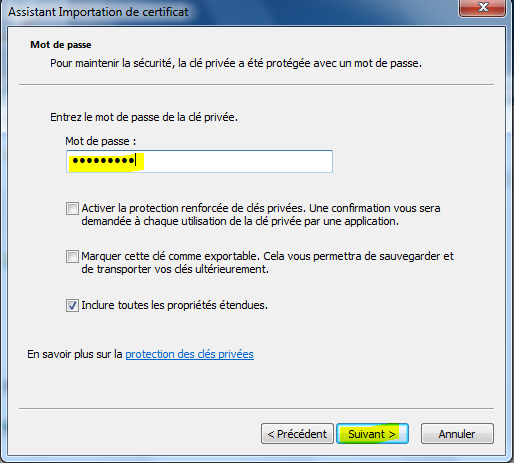 Assistant Importation de certificat
Mot de passe
Pour maintenir la sécurité, la clé privée a été protégée avec un mot de passe.
Entrez le mot de passe de la clé privée.
Mot de passe :
●●●●●●●●●
Activer la protection renforcée de clés privées. Une confirmation vous sera
demandée à chaque utilisation de la clé privée par une application.
Marquer cette clé comme exportable. Cela vous permettra de sauvegarder et
de transporter vos clés ultérieurement.
Inclure toutes les propriétés étendues.
En savoir plus sur la protection des clés privées
< Précédent
Suivant >
Annuler